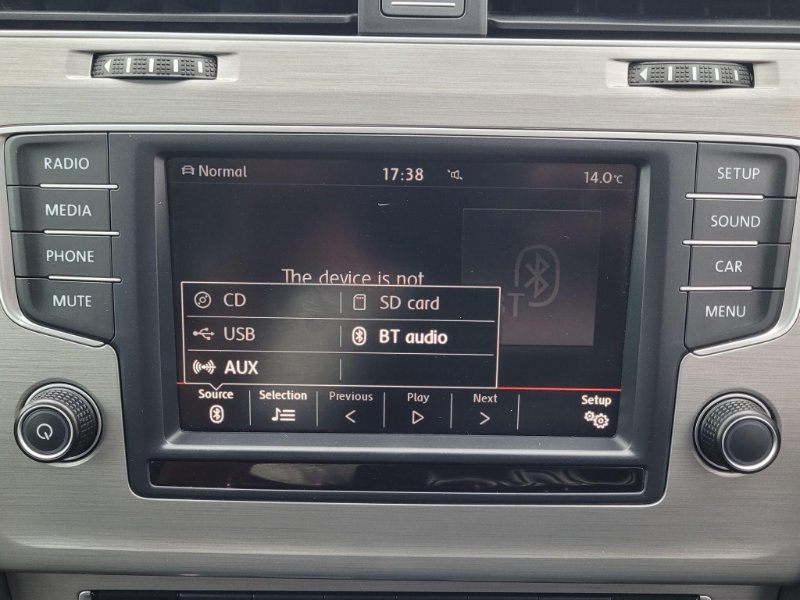 RADIO
MEDIA
PHONE
MUTE
Normal 17:38 14.0°C
The device is not
BT
CD
SD card
USB
BT audio
AUX
Source
Selection
Previous
Play
Next
Setup
SETUP
SOUND
CAR
MENU